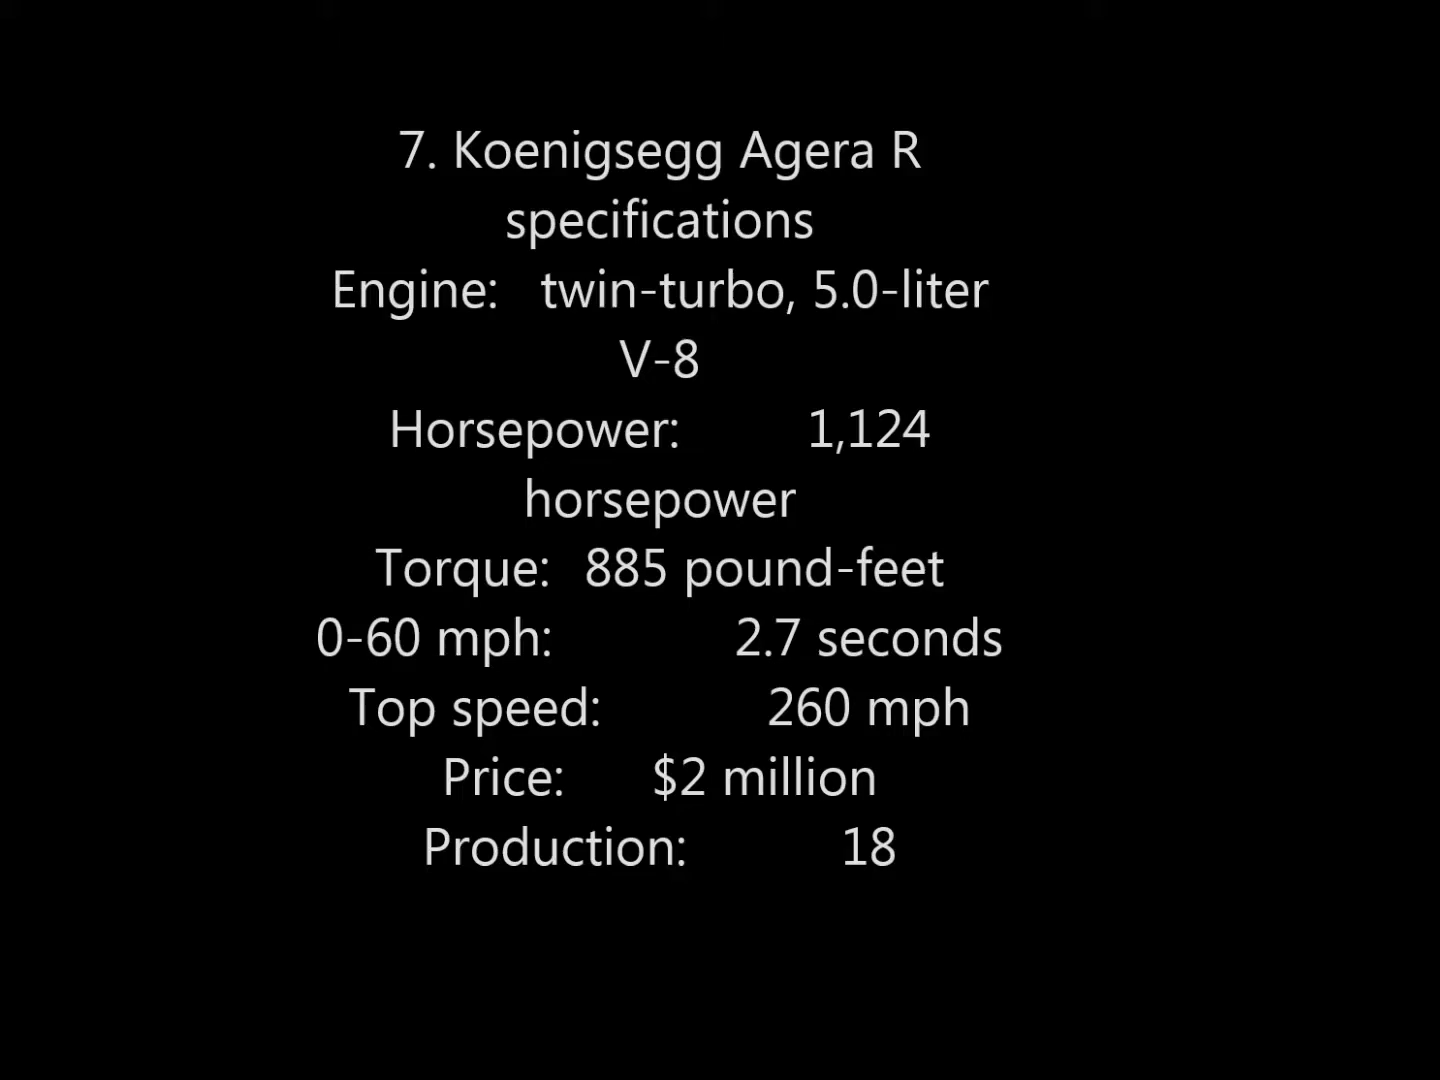 7. Koenigsegg Agera R
specifications
Engine: twin-turbo, 5.0-liter
V-8
Horsepower: 1,124
horsepower
Torque: 885 pound-feet
0-60 mph: 2.7 seconds
Top speed: 260 mph
Price: $2 million
Production: 18